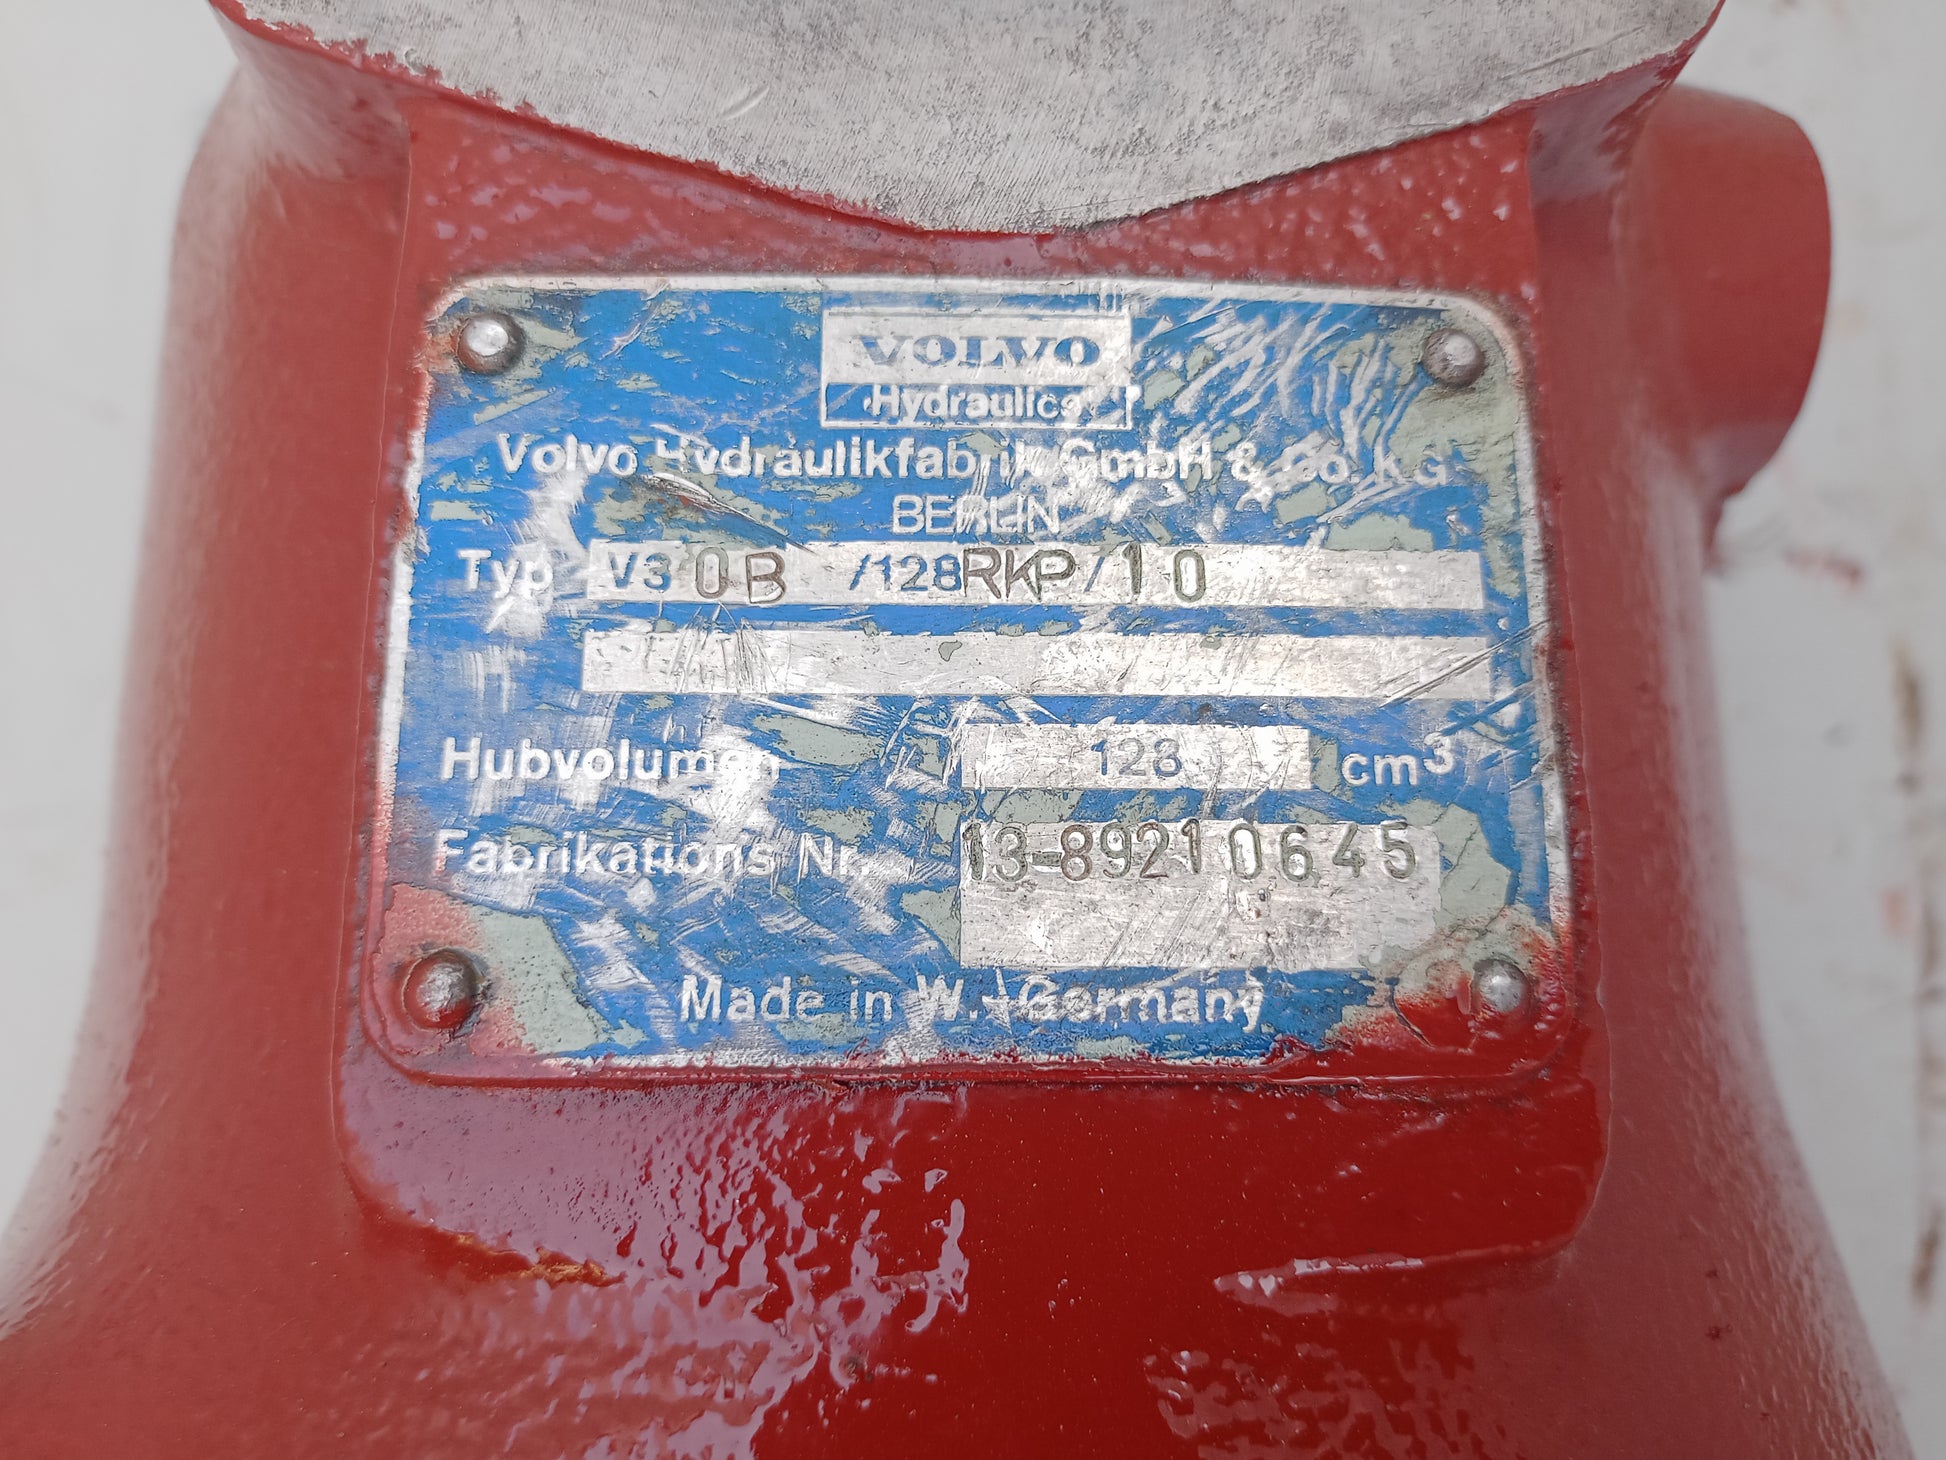 VOLVO
Hydraulics
Volvo Hydraulikfabrik GmbH & Co. KG
BERLIN
Typ V30B /128RKP/10
Hubvolumen 128 cm³
Fabrikations Nr. 13-89210645
Made in W.-Germany